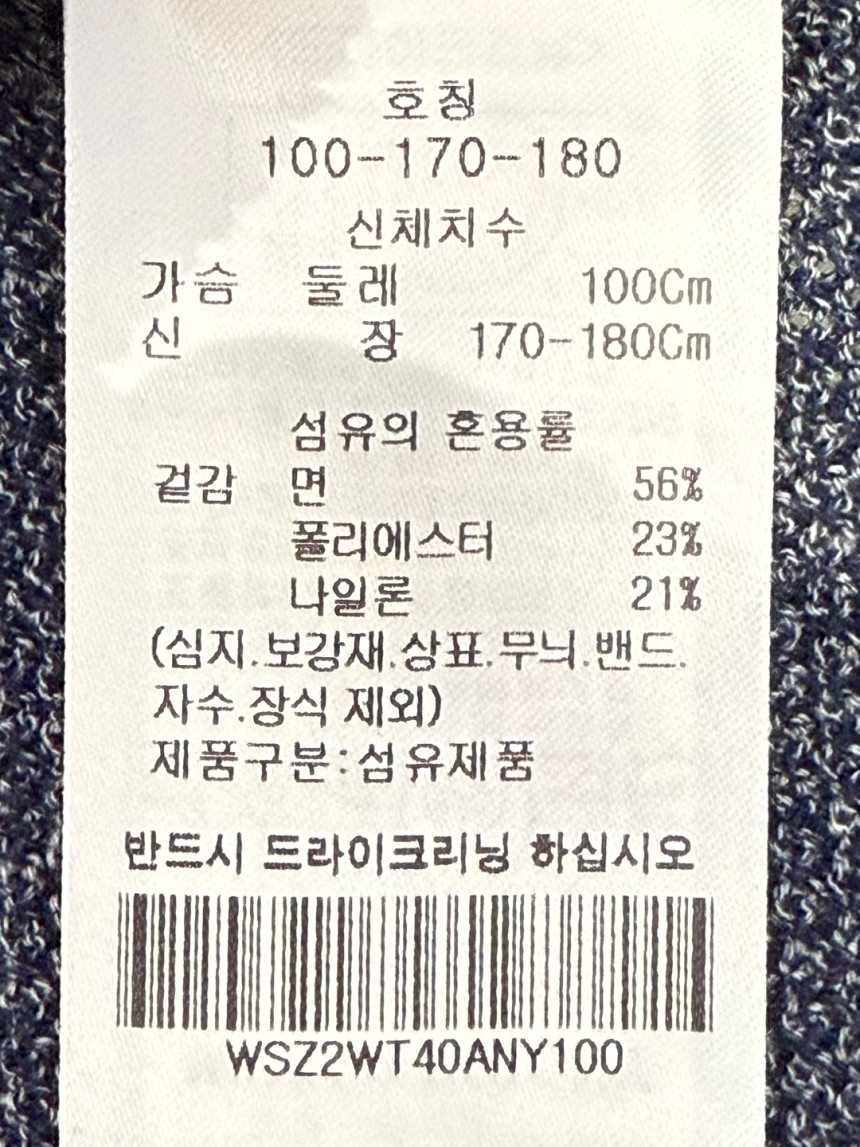 호칭
100-170-180
신체치수
가슴 둘레 100Cm
신 장 170-180Cm
섬유의 혼용률
겉감 면 56%
폴리에스터 23%
나일론 21%
(심지.보강재.상표.무늬.밴드.
자수.장식 제외)
제품구분:섬유제품
반드시 드라이크리닝 하십시오
WSZ2WT40ANY100